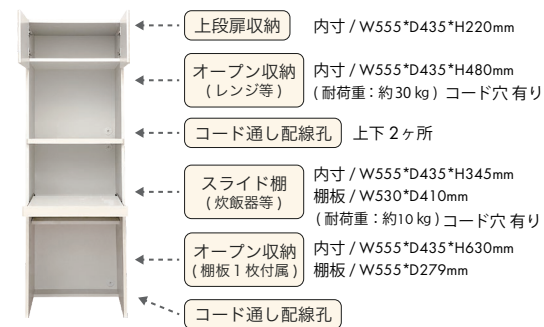 上段扉収納 内寸 / W555*D435*H220mm
オープン収納 内寸 / W555*D435*H480mm
( レンジ等 ) ( 耐荷重：約30 kg ) コード穴 有り
コード通し配線孔 上下 2ヶ所
スライド棚 内寸 / W555*D435*H345mm
( 炊飯器等 ) 棚板 / W530*D410mm
( 耐荷重：約10 kg ) コード穴 有り
オープン収納 内寸 / W555*D435*H630mm
( 棚板 1 枚付属 ) 棚板 / W555*D279mm
コード通し配線孔